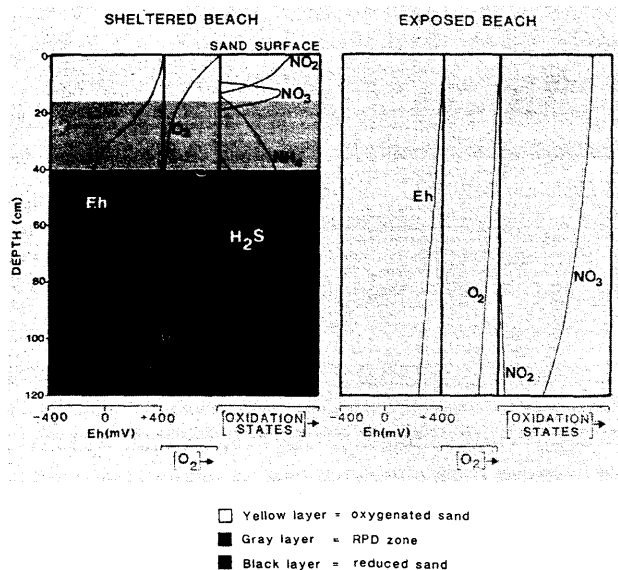 SHELTERED BEACH
EXPOSED BEACH
SAND SURFACE
0
20
40
60
80
100
120
DEPTH (cm)
NO2
O2
NO3
NH4
Eh
H2S
Eh
O2
NO3
NO2
-400
0
+400
[OXIDATION STATES]→
Eh(mV)
[O2]→
-400
0
+400
[OXIDATION STATES]→
Eh(mV)
[O2]→
Yellow layer = oxygenated sand
Gray layer = RPD zone
Black layer = reduced sand